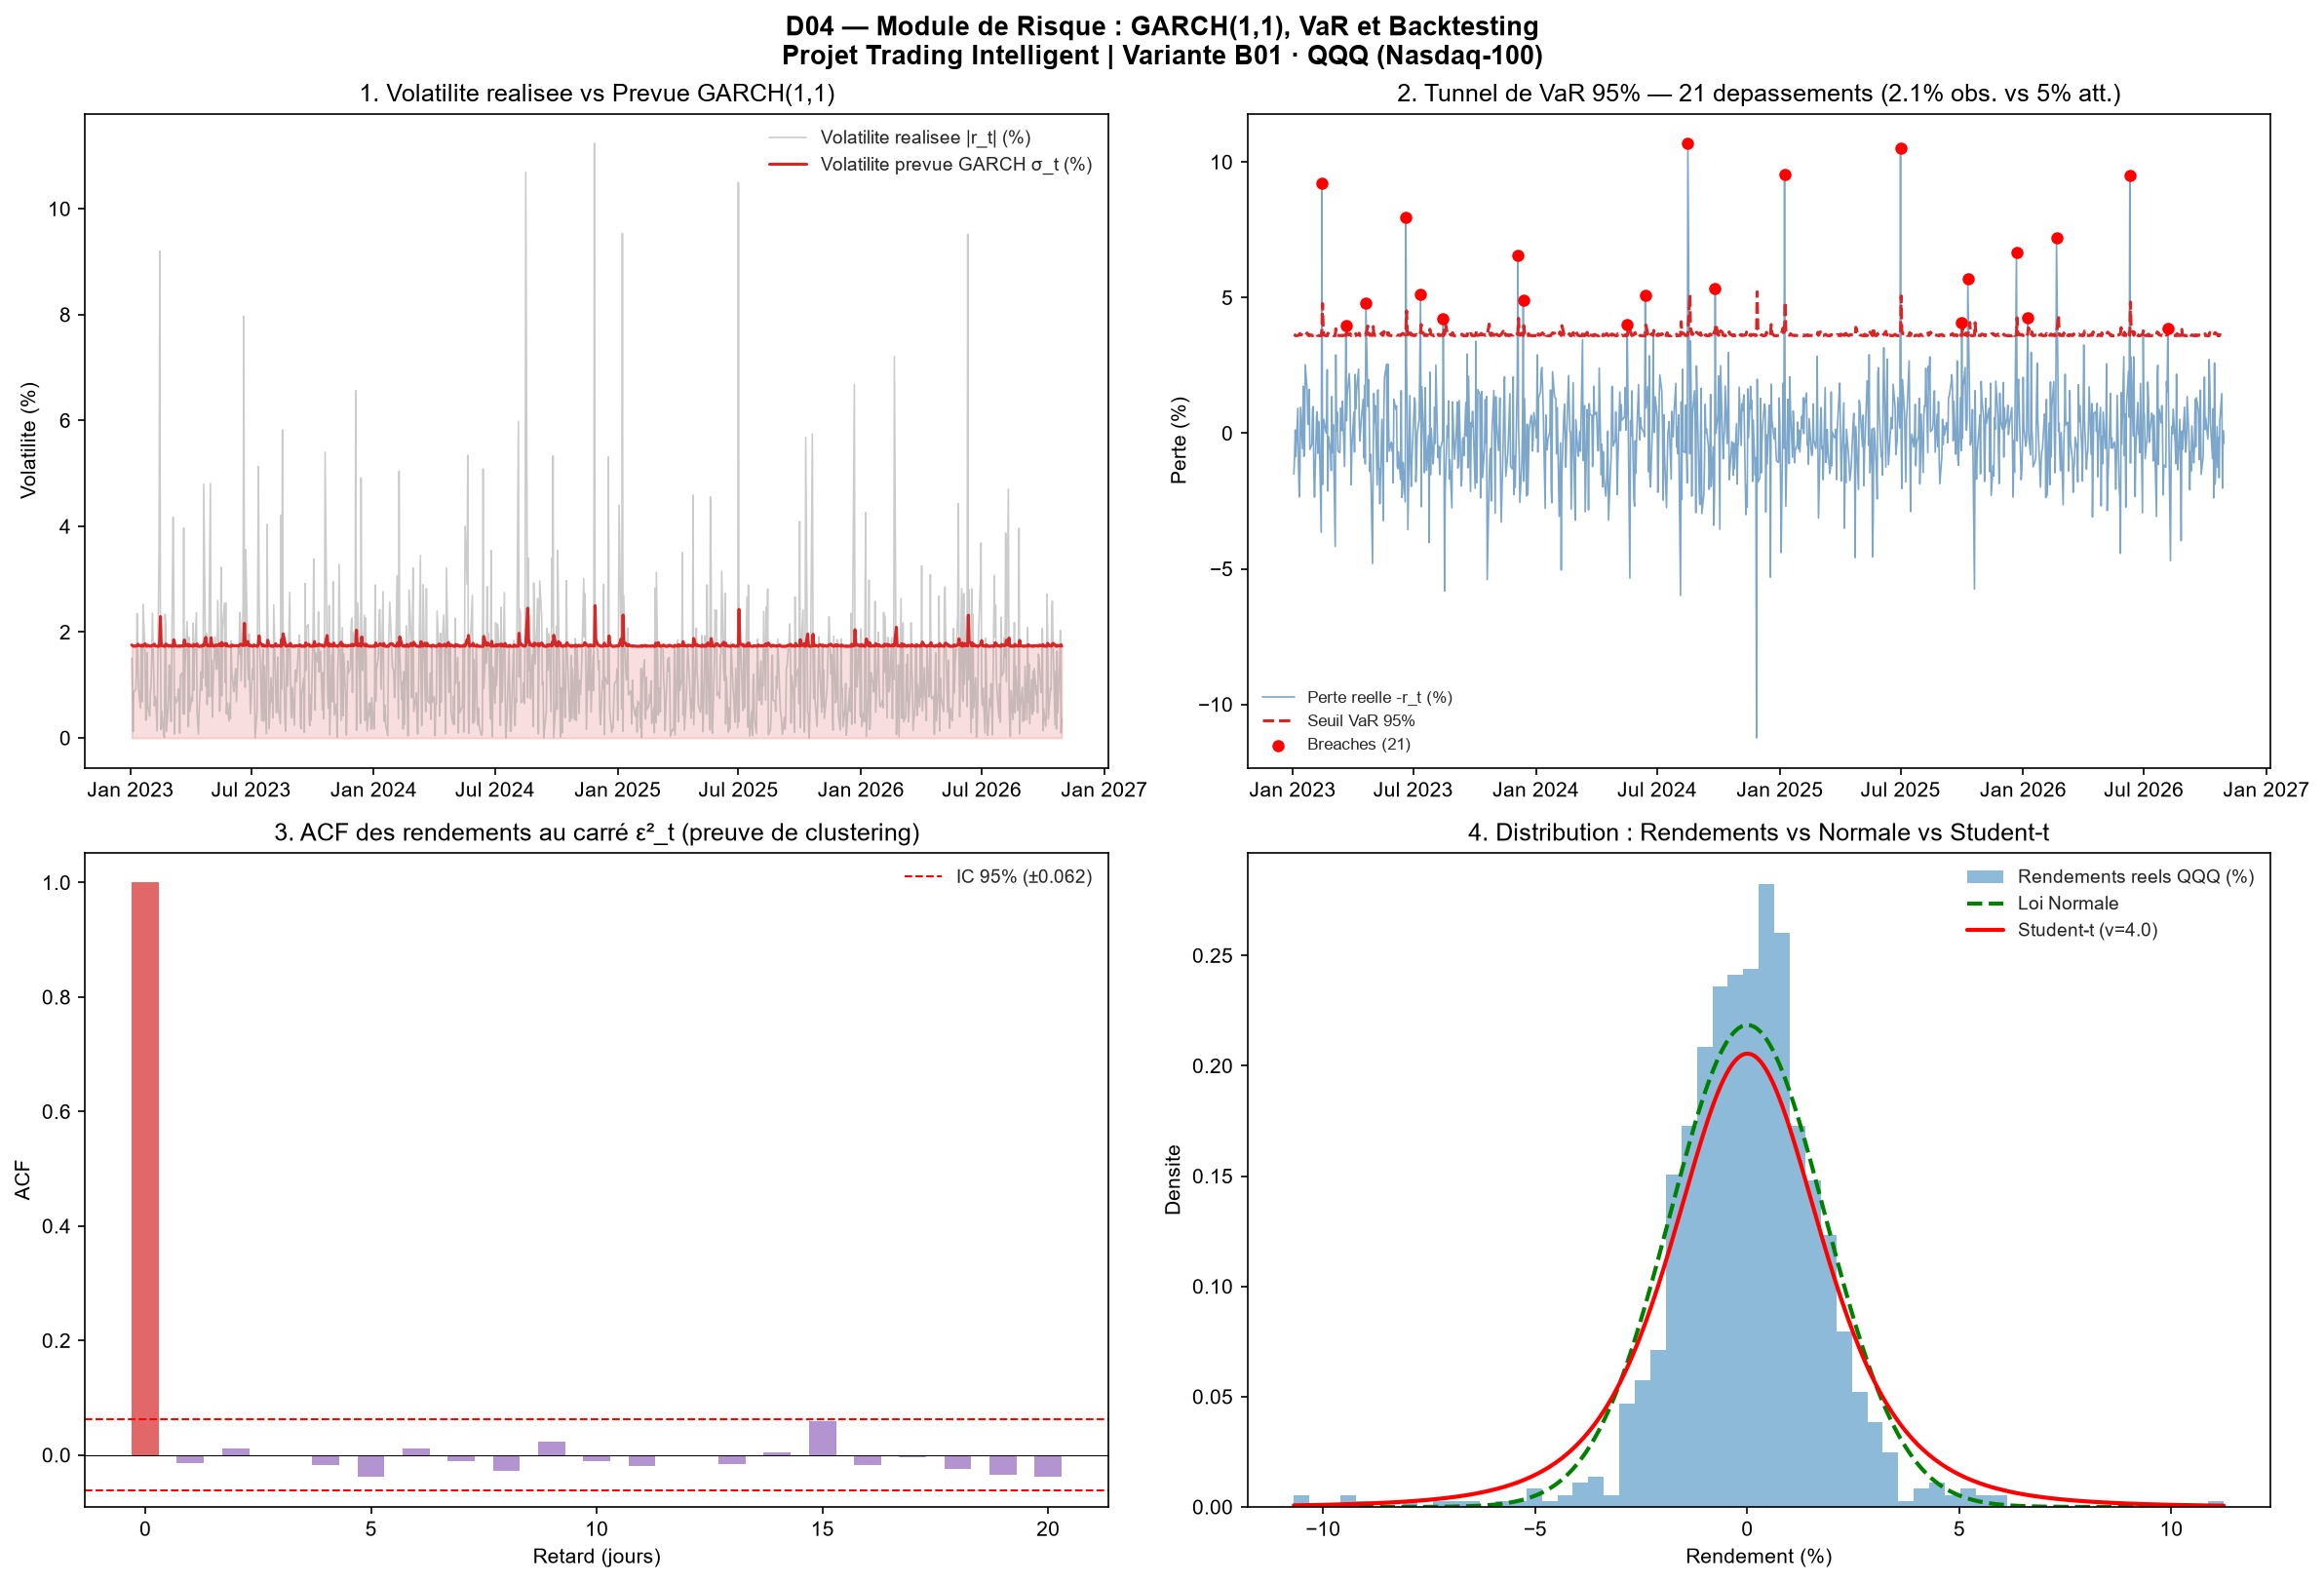 D04 — Module de Risque : GARCH(1,1), VaR et Backtesting
Projet Trading Intelligent | Variante B01 · QQQ (Nasdaq-100)
1. Volatilite realisee vs Prevue GARCH(1,1)
Volatilite realisee |r_t| (%)
Volatilite prevue GARCH σ_t (%)
Volatilite (%)
10
8
6
4
2
0
Jan 2023 Jul 2023 Jan 2024 Jul 2024 Jan 2025 Jul 2025 Jan 2026 Jul 2026 Jan 2027
2. Tunnel de VaR 95% — 21 depassements (2.1% obs. vs 5% att.)
Perte (%)
10
5
0
−5
−10
Perte reelle -r_t (%)
Seuil VaR 95%
Breaches (21)
Jan 2023 Jul 2023 Jan 2024 Jul 2024 Jan 2025 Jul 2025 Jan 2026 Jul 2026 Jan 2027
3. ACF des rendements au carré ε²_t (preuve de clustering)
IC 95% (±0.062)
ACF
1.0
0.8
0.6
0.4
0.2
0.0
0 5 10 15 20
Retard (jours)
4. Distribution : Rendements vs Normale vs Student-t
Rendements reels QQQ (%)
Loi Normale
Student-t (v=4.0)
Densite
0.25
0.20
0.15
0.10
0.05
0.00
−10 −5 0 5 10
Rendement (%)